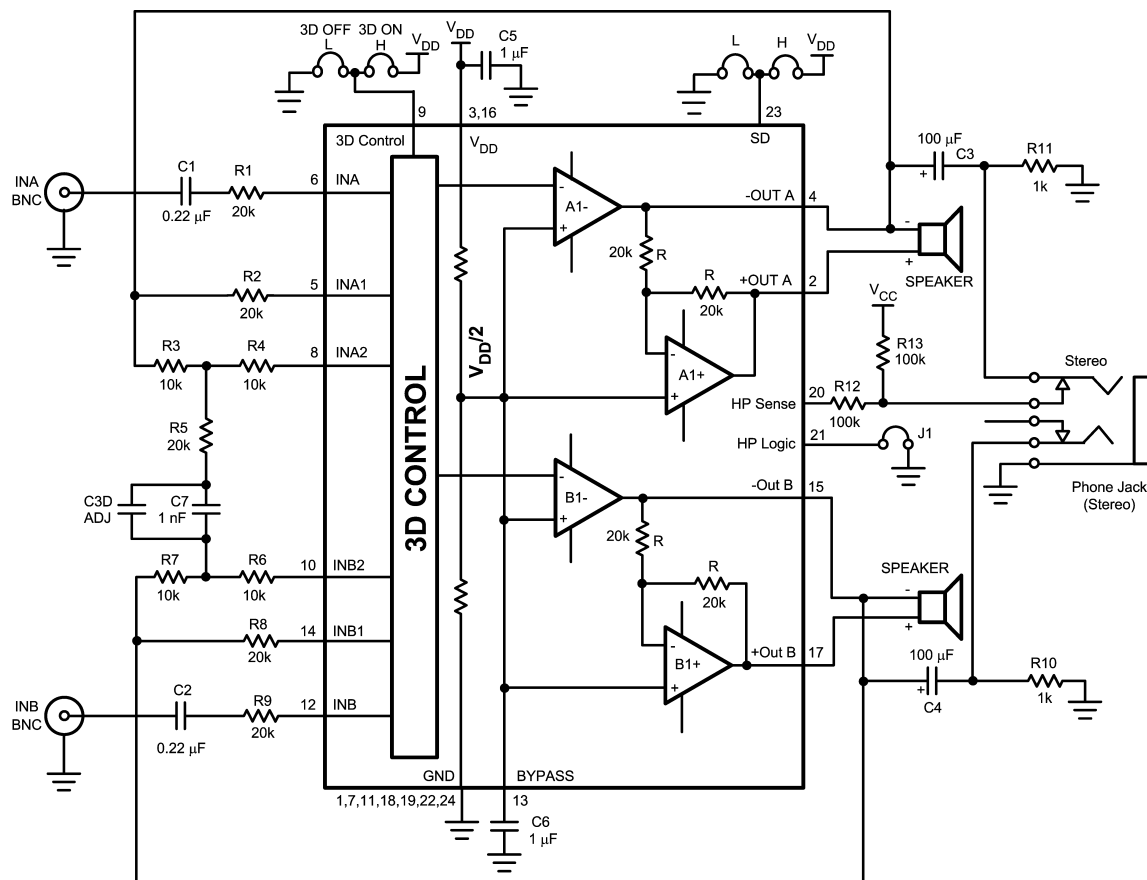 3D OFF 3D ON
L H VDD
VDD
C5
1 μF
L H VDD
9
3,16
23
3D Control
VDD
SD
100 μF
+ C3
R11
1k
INA
BNC
C1
0.22 μF
R1
20k
6 INA
A1-
-
+
-OUT A 4
20k R
-
+
SPEAKER
R2
20k
5 INA1
R
20k
+OUT A 2
VCC
R13
100k
R3
10k
R4
10k
8 INA2
VDD/2
-
A1+
+
Stereo
HP Sense 20 R12
100k
R5
20k
3D CONTROL
HP Logic 21 J1
C3D
ADJ
C7
1 nF
-
B1-
+
-Out B 15
Phone Jack
(Stereo)
20k R
R7
10k
R6
10k
10 INB2
R
20k
SPEAKER
-
+
R8
20k
14 INB1
-
B1+
+
+Out B 17
100 μF
+ C4
R10
1k
INB
BNC
C2
0.22 μF
R9
20k
12 INB
GND BYPASS
1,7,11,18,19,22,24
13
C6
1 μF